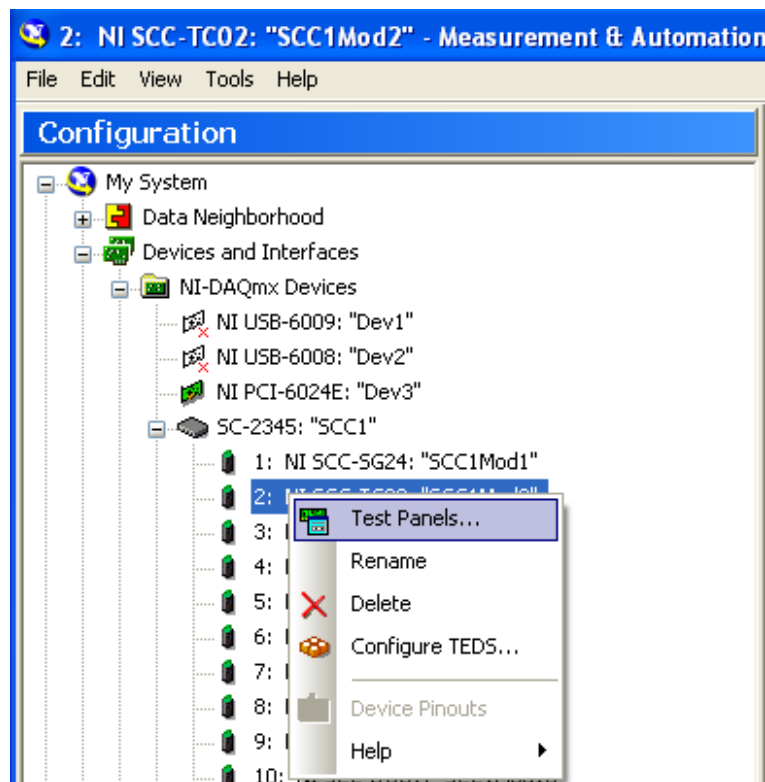 2: NI SCC-TC02: "SCC1Mod2" - Measurement & Automation
File Edit View Tools Help
Configuration
My System
Data Neighborhood
Devices and Interfaces
NI-DAQmx Devices
NI USB-6009: "Dev1"
NI USB-6008: "Dev2"
NI PCI-6024E: "Dev3"
SC-2345: "SCC1"
1: NI SCC-SG24: "SCC1Mod1"
2:
Test Panels...
3:
Rename
4:
5:
Delete
6:
Configure TEDS...
7:
8:
Device Pinouts
9:
Help
10: